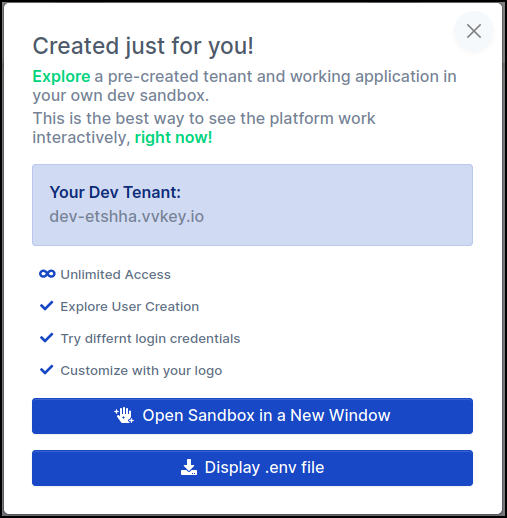 Created just for you!
Explore a pre-created tenant and working application in
your own dev sandbox.
This is the best way to see the platform work
interactively, right now!
Your Dev Tenant:
dev-etshha.vvkey.io
Unlimited Access
Explore User Creation
Try differnt login credentials
Customize with your logo
Open Sandbox in a New Window
Display .env file